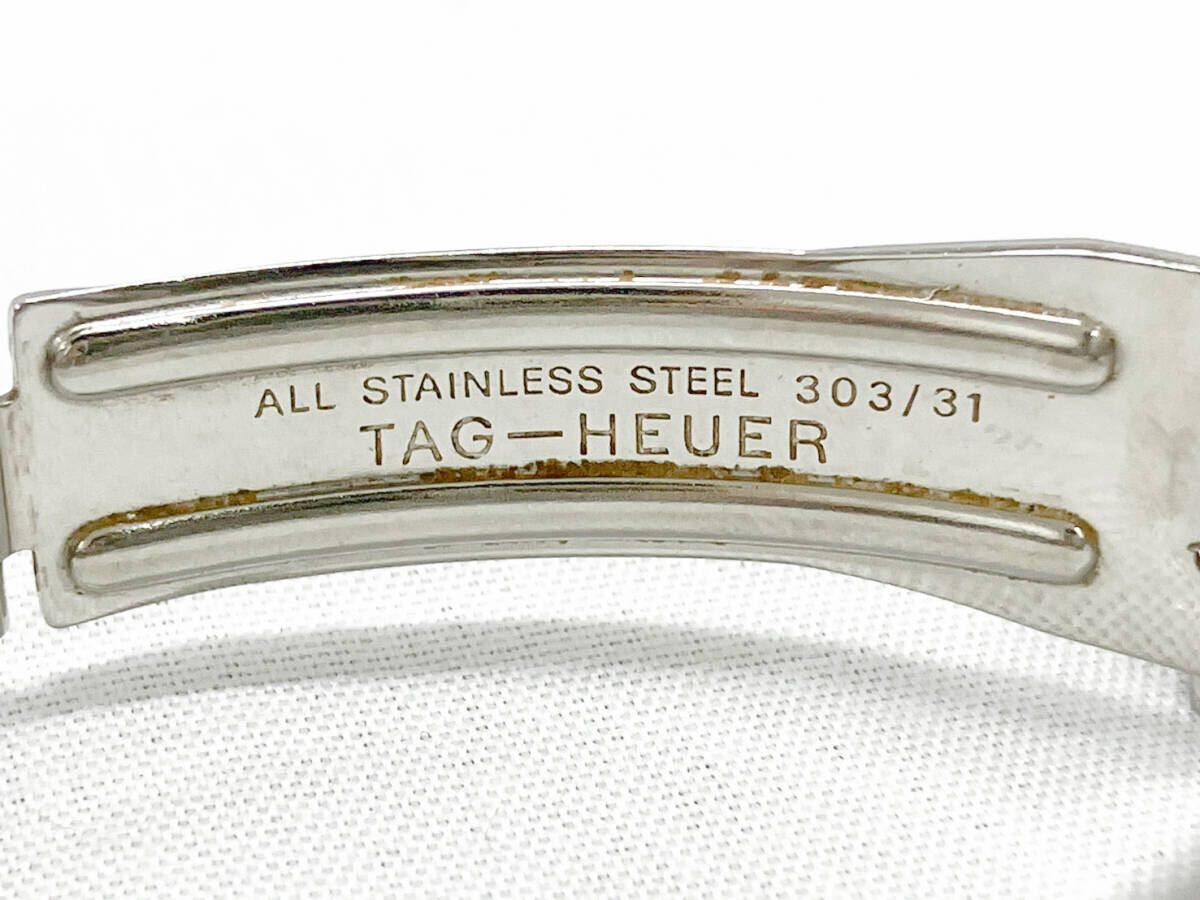 ALL STAINLESS STEEL 303/31
TAG—HEUER